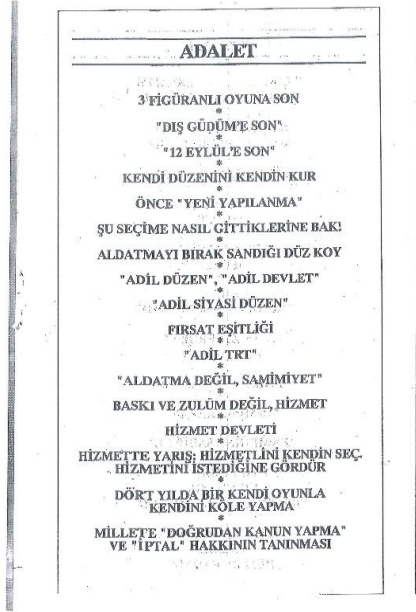 ADALET
3 FİGÜRANLI OYUNA SON
*
"DIŞ GÜDÜM'E SON"
*
"12 EYLÜL'E SON"
*
KENDİ DÜZENİNİ KENDİN KUR
*
ÖNCE "YENİ YAPILANMA"
*
ŞU SEÇİME NASIL GİTTİKLERİNE BAK!
*
ALDATMAYI BIRAK SANDIĞI DÜZ KOY
*
"ADİL DÜZEN", "ADİL DEVLET"
*
"ADİL SİYASİ DÜZEN"
*
FIRSAT EŞİTLİĞİ
*
"ADİL TRT"
*
"ALDATMA DEĞİL, SAMİMİYET"
*
BASKI VE ZULÜM DEĞİL, HİZMET
*
HİZMET DEVLETİ
*
HİZMETTE YARIŞ: HİZMETLİNİ KENDİN SEÇ.
HİZMETİNİ İSTEDİĞİNE GÖRDÜR
*
DÖRT YILDA BİR KENDİ OYUNLA
KENDİNİ KÖLE YAPMA
*
MİLLETE "DOĞRUDAN KANUN YAPMA"
VE "İPTAL" HAKKININ TANINMASI